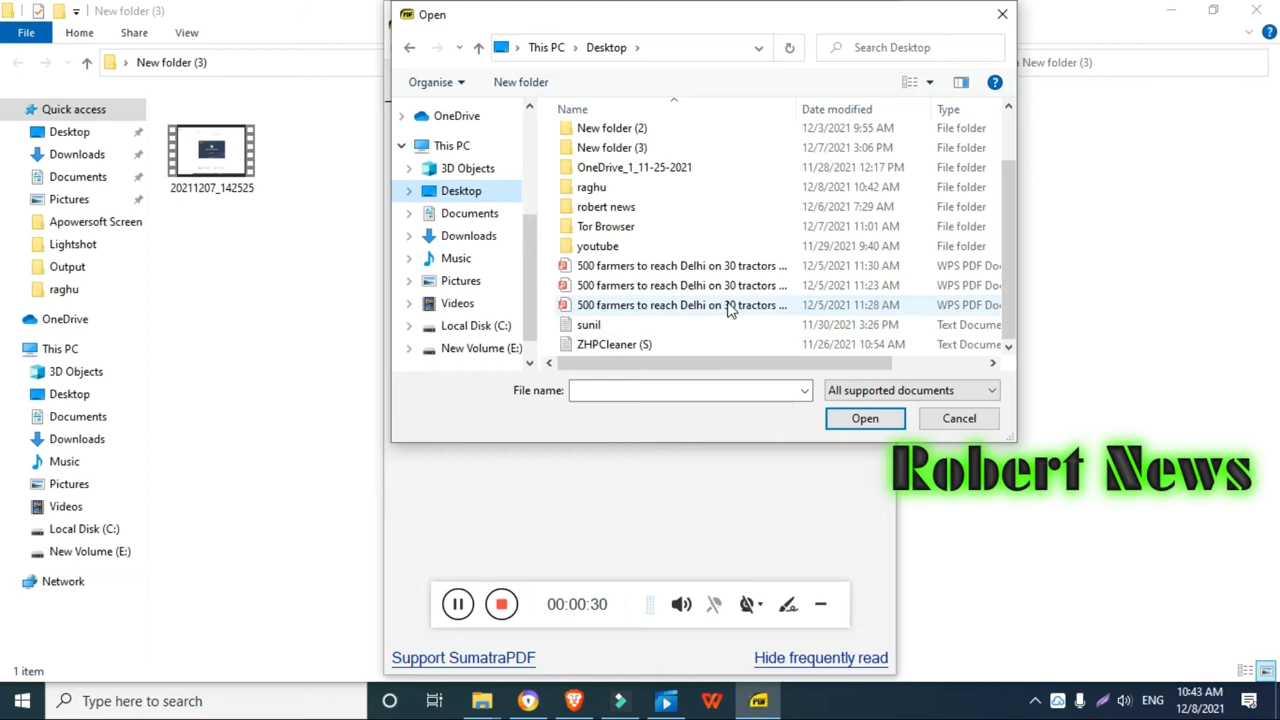 New folder (3)
File
Home
Share
View
New folder (3)
Quick access
Desktop
Downloads
Documents
Pictures
Apowersoft Screen
Lightshot
Output
raghu
OneDrive
This PC
3D Objects
Desktop
Documents
Downloads
Music
Pictures
Videos
Local Disk (C:)
New Volume (E:)
Network
1 item
20211207_142525
PDF Open
This PC > Desktop >
Search Desktop
Organise
New folder
OneDrive
This PC
3D Objects
Desktop
Documents
Downloads
Music
Pictures
Videos
Local Disk (C:)
New Volume (E:)
Name Date modified Type
New folder (2) 12/3/2021 9:55 AM File folder
New folder (3) 12/7/2021 3:06 PM File folder
OneDrive_1_11-25-2021 11/28/2021 12:17 PM File folder
raghu 12/8/2021 10:42 AM File folder
robert news 12/6/2021 7:29 AM File folder
Tor Browser 12/7/2021 11:01 AM File folder
youtube 11/29/2021 9:40 AM File folder
500 farmers to reach Delhi on 30 tractors ... 12/5/2021 11:30 AM WPS PDF Do
500 farmers to reach Delhi on 30 tractors ... 12/5/2021 11:23 AM WPS PDF Do
500 farmers to reach Delhi on 30 tractors ... 12/5/2021 11:28 AM WPS PDF Do
sunil 11/30/2021 3:26 PM Text Docume
ZHPCleaner (S) 11/26/2021 10:54 AM Text Docume
File name:
All supported documents
Open
Cancel
n New folder (3)
Robert News
00:00:30
Support SumatraPDF
Hide frequently read
Type here to search
PDF
ENG
10:43 AM
12/8/2021